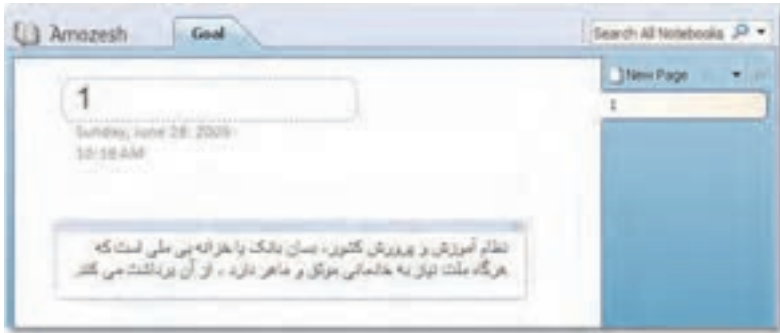 Amozesh
Goal
Search All Notebooks
New Page
1
1
Sunday, June 28, 2009
10:18 AM
نظام آموزش و پرورش کشور، بسان بانک یا خزانه یی ملی است که
هرگاه ملت نیاز به خادمانی موثق و ماهر دارد ، از آن برداشت می کند